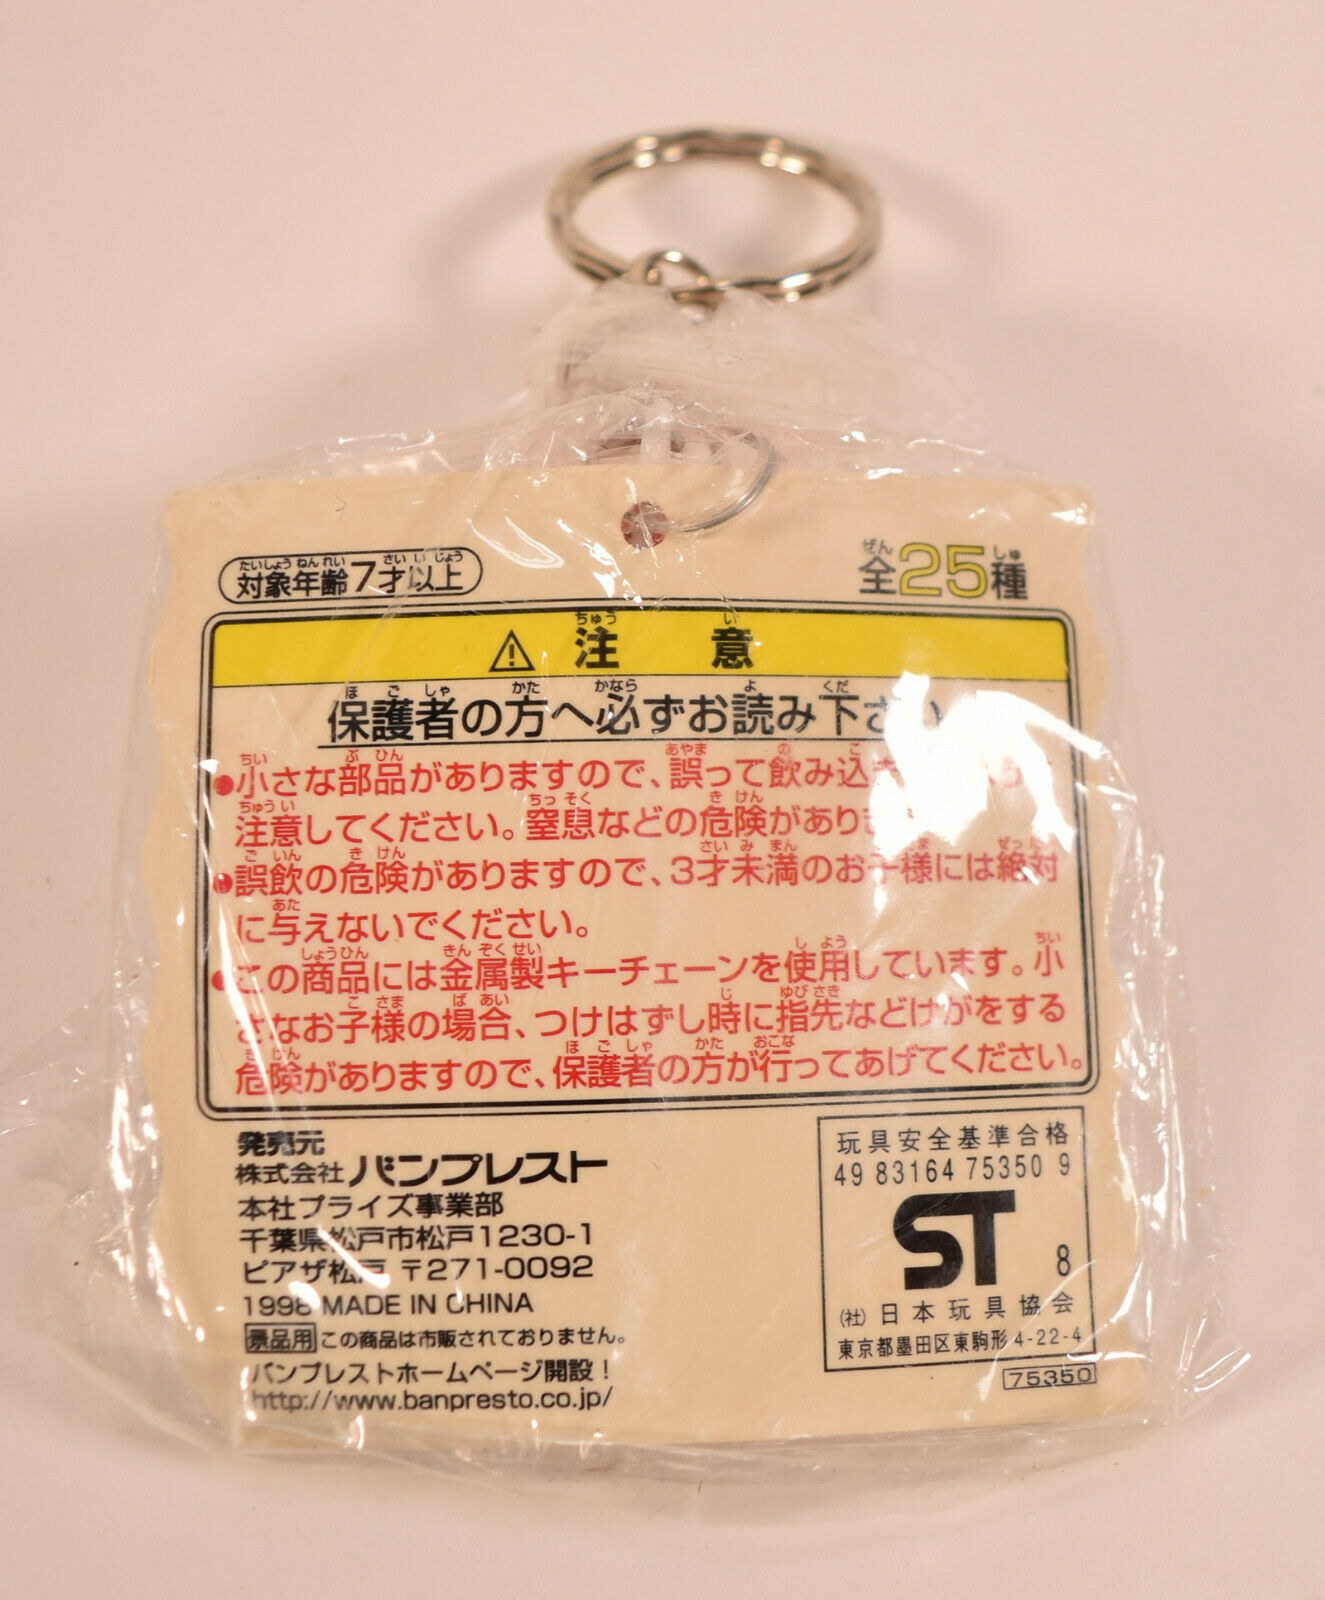 対象年齢7才以上
全25種
⚠ 注意
保護者の方へ必ずお読み下さい
●小さな部品がありますので、誤って飲み込
注意してください。窒息などの危険があり
●誤飲の危険がありますので、3才未満のお子様には絶対
に与えないでください。
●この商品には金属製キーチェーンを使用しています。小
さなお子様の場合、つけはずし時に指先などけがをする
危険がありますので、保護者の方が行ってあげてください。
発売元
株式会社 バンプレスト
本社プライズ事業部
千葉県松戸市松戸1230-1
ピアザ松戸 〒271-0092
1998 MADE IN CHINA
景品用 この商品は市販されておりません。
バンプレストホームページ開設!
http://www.banpresto.co.jp/
玩具安全基準合格
49 83164 75350 9
ST 8
(社) 日本玩具協会
東京都墨田区東駒形 4-22-4
75350